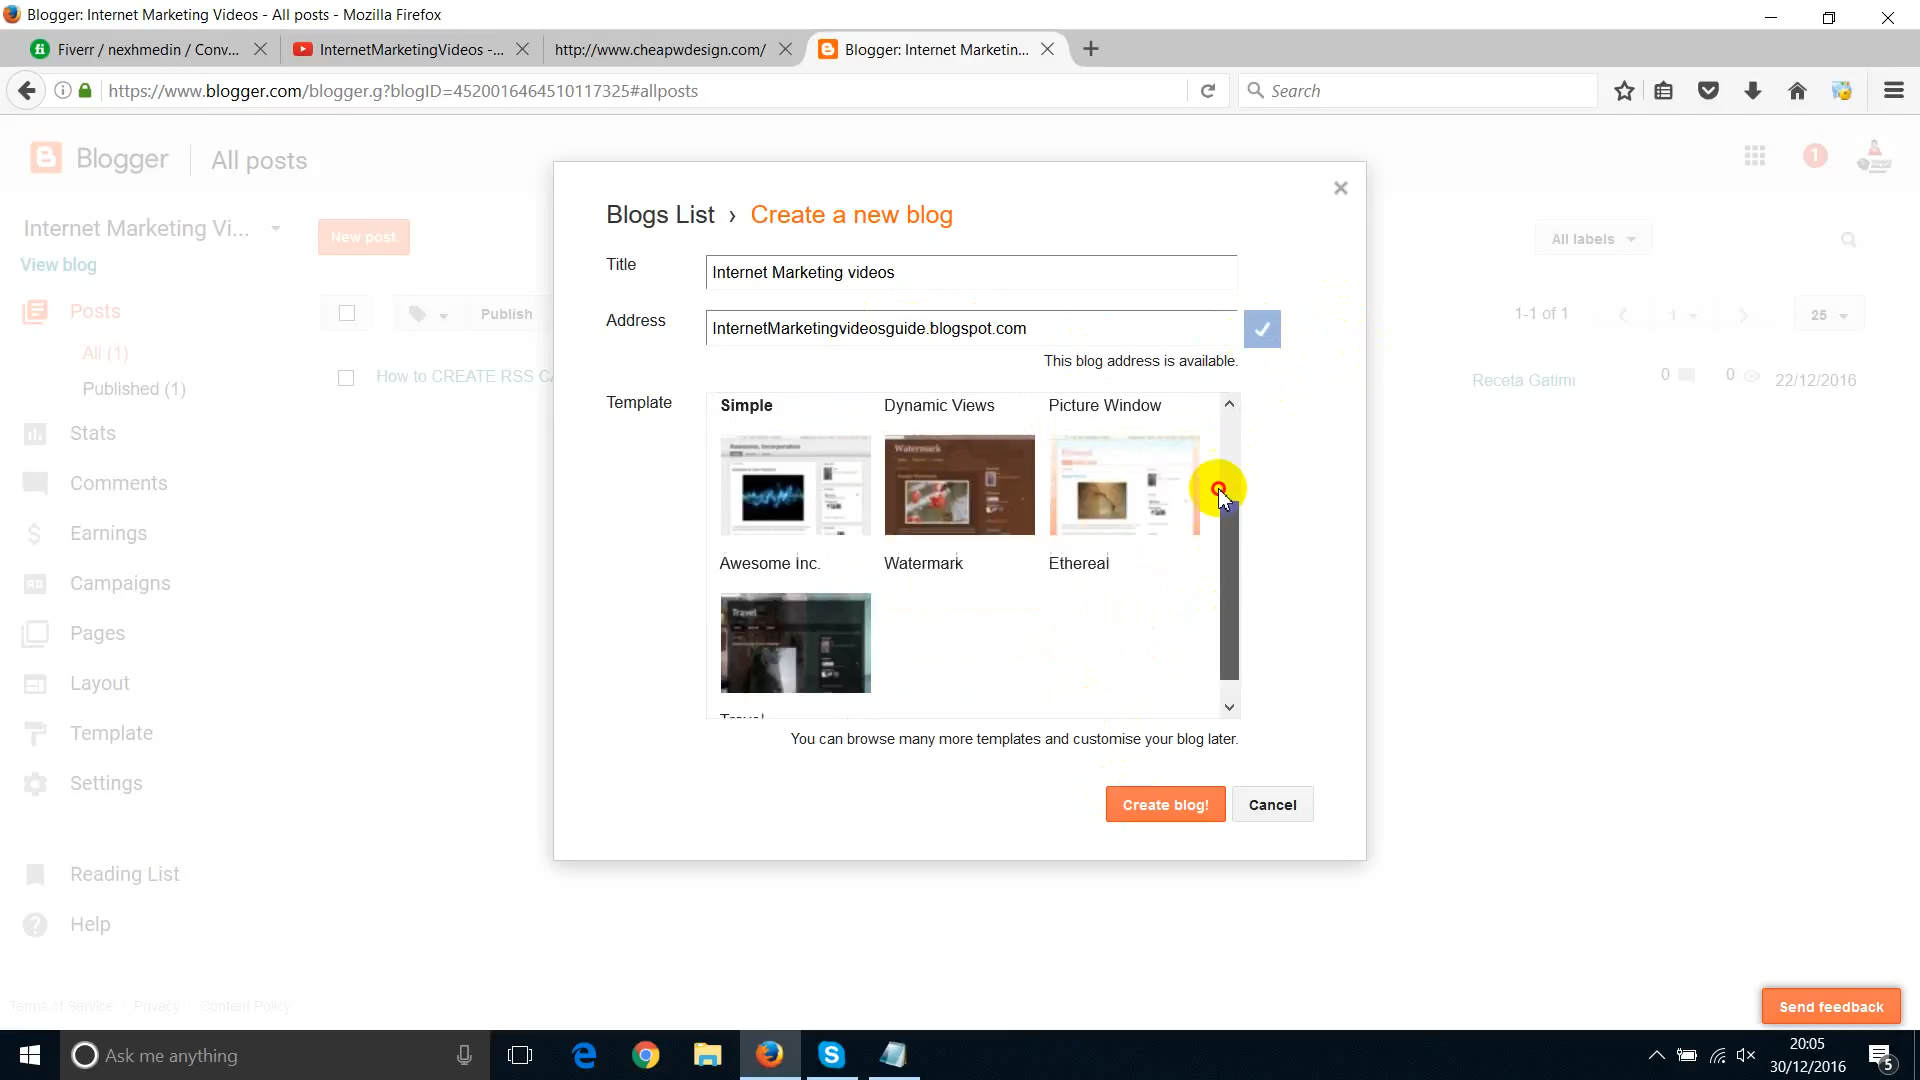 Blogger: Internet Marketing Videos - All posts - Mozilla Firefox
Fiverr / nexhmedin / Conv...
InternetMarketingVideos -...
http://www.cheapwdesign.com/
Blogger: Internet Marketin...
https://www.blogger.com/blogger.g?blogID=4520016464510117325#allposts
Search
Blogger
All posts
1
Internet Marketing Vi...
New post
View blog
All labels
Posts
Publish
1-1 of 1
1
25
All (1)
How to CREATE RSS CA
Receta Gatimi
0
0
22/12/2016
Published (1)
Stats
Comments
Earnings
Campaigns
Pages
Layout
Template
Settings
Reading List
Help
Terms of Service
Privacy
Content Policy
Blogs List › Create a new blog
Title
Internet Marketing videos
Address
InternetMarketingvideosguide.blogspot.com
This blog address is available.
Template
Simple
Dynamic Views
Picture Window
Watermark
Awesome Inc.
Watermark
Ethereal
Travel
Travel
You can browse many more templates and customise your blog later.
Create blog!
Cancel
Send feedback
Ask me anything
20:05
30/12/2016
5